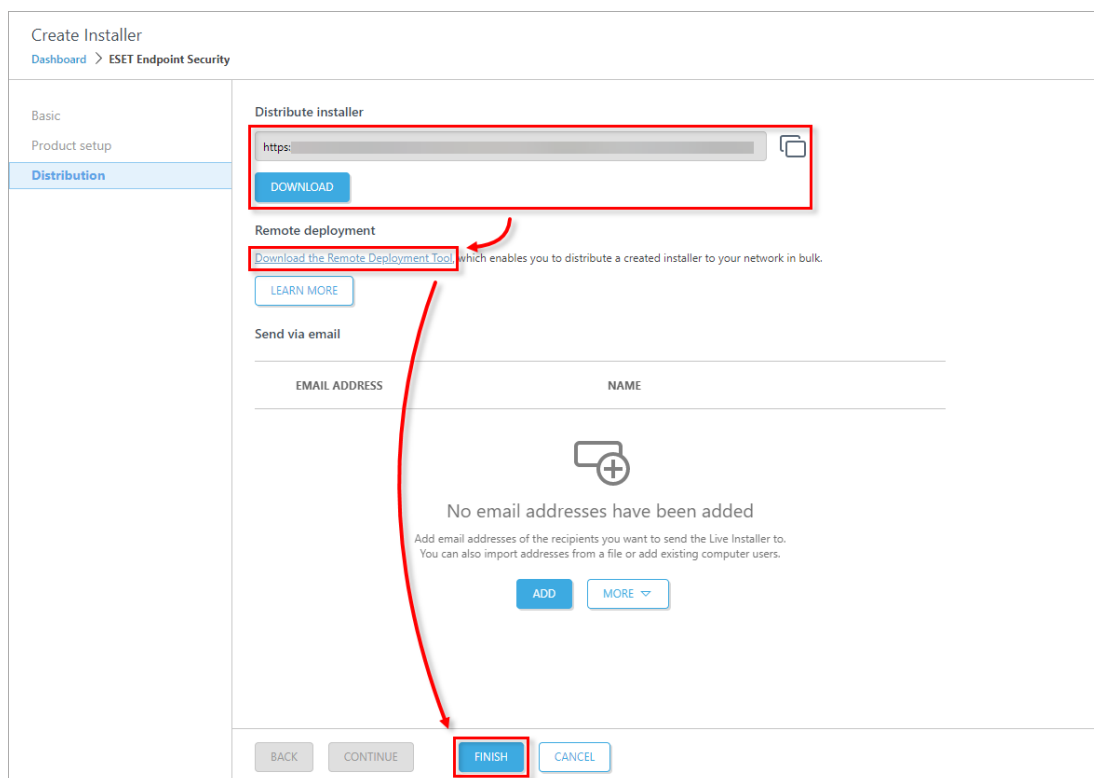 Create Installer
Dashboard > ESET Endpoint Security
Basic
Product setup
Distribution
Distribute installer
https:
DOWNLOAD
Remote deployment
Download the Remote Deployment Tool, which enables you to distribute a created installer to your network in bulk.
LEARN MORE
Send via email
EMAIL ADDRESS NAME
No email addresses have been added
Add email addresses of the recipients you want to send the Live Installer to.
You can also import addresses from a file or add existing computer users.
ADD MORE
BACK CONTINUE FINISH CANCEL